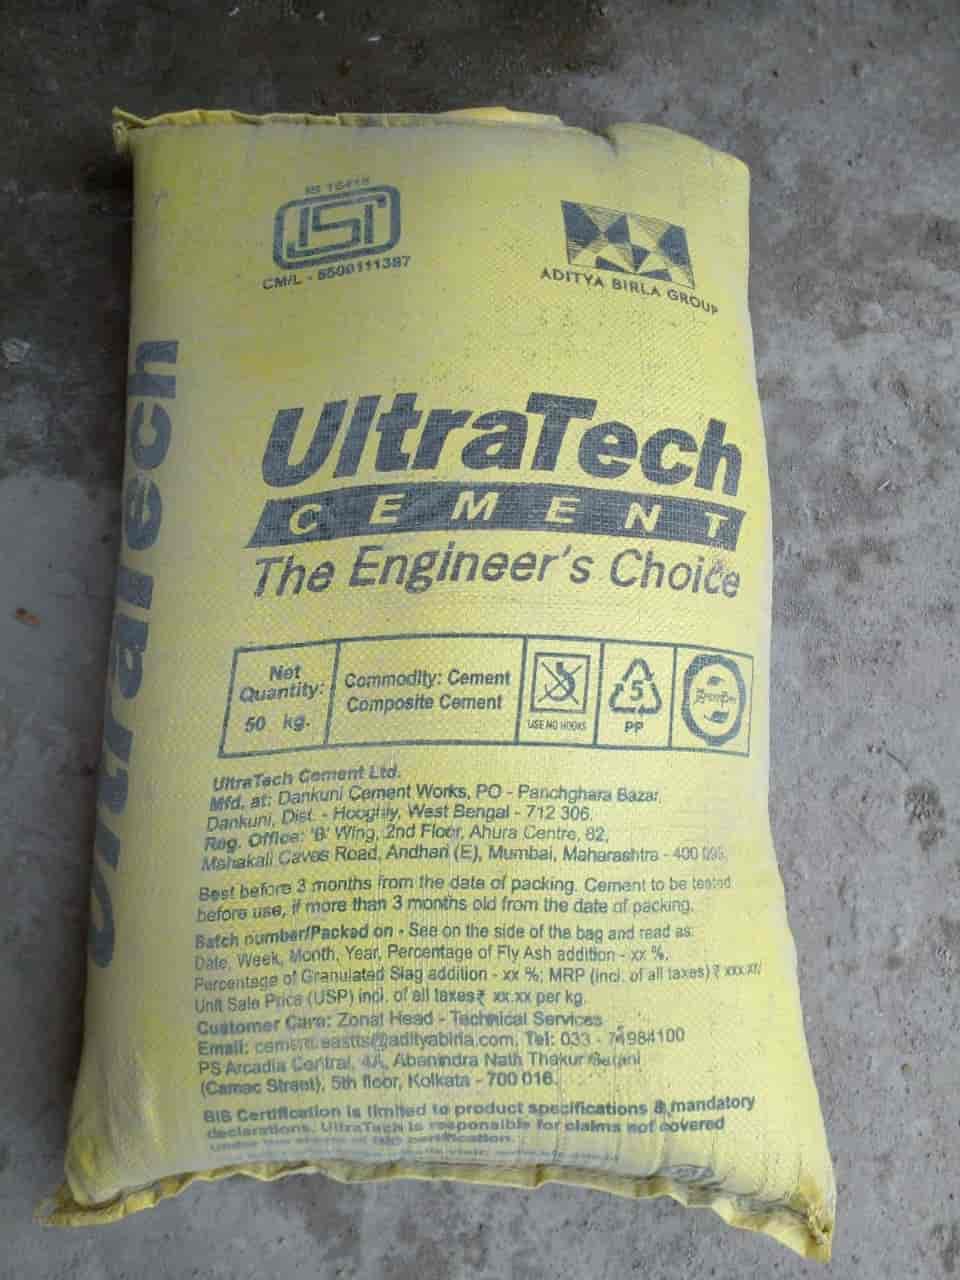 IS 16415
ISI
CM/L - 5500111387
ADITYA BIRLA GROUP
UltraTech
UltraTech
CEMENT
The Engineer's Choice
Net Quantity:
50 kg.
Commodity: Cement
Composite Cement
USE NO HOOKS
5
PP
UltraTech Cement Ltd.
Mfd. at: Dankuni Cement Works, PO - Panchghara Bazar,
Dankuni, Dist. - Hooghly, West Bengal - 712 306.
Reg. Office: 'B' Wing, 2nd Floor, Ahura Centre, 82,
Mahakali Caves Road, Andheri (E), Mumbai, Maharashtra - 400 093.
Best before 3 months from the date of packing. Cement to be tested
before use, if more than 3 months old from the date of packing.
Batch number/Packed on - See on the side of the bag and read as:
Date, Week, Month, Year, Percentage of Fly Ash addition - xx %,
Percentage of Granulated Slag addition - xx %; MRP (incl. of all taxes) ₹ xxx.xx/
Unit Sale Price (USP) incl. of all taxes ₹ xx.xx per kg.
Customer Care: Zonal Head - Technical Services
Email: cement.eastts@adityabirla.com, Tel: 033 - 74984100
PS Arcadia Central, 4A, Abanindra Nath Thakur Sarani
(Camac Street), 5th floor, Kolkata - 700 016.
BIS Certification is limited to product specifications & mandatory
declarations. UltraTech is responsible for claims not covered
under the BIS certification.